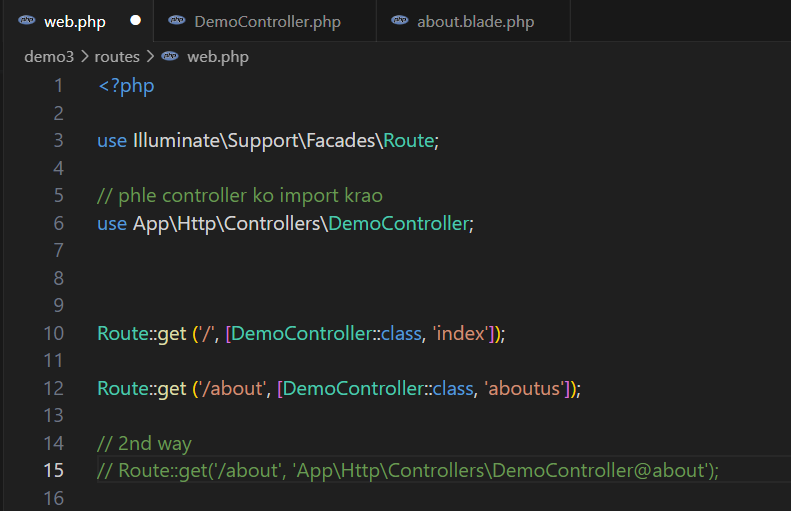 web.php DemoController.php about.blade.php
demo3 > routes > web.php
1 <?php
2
3 use Illuminate\Support\Facades\Route;
4
5 // phle controller ko import krao
6 use App\Http\Controllers\DemoController;
7
8
9
10 Route::get ('/', [DemoController::class, 'index']);
11
12 Route::get ('/about', [DemoController::class, 'aboutus']);
13
14 // 2nd way
15 // Route::get('/about', 'App\Http\Controllers\DemoController@about');
16